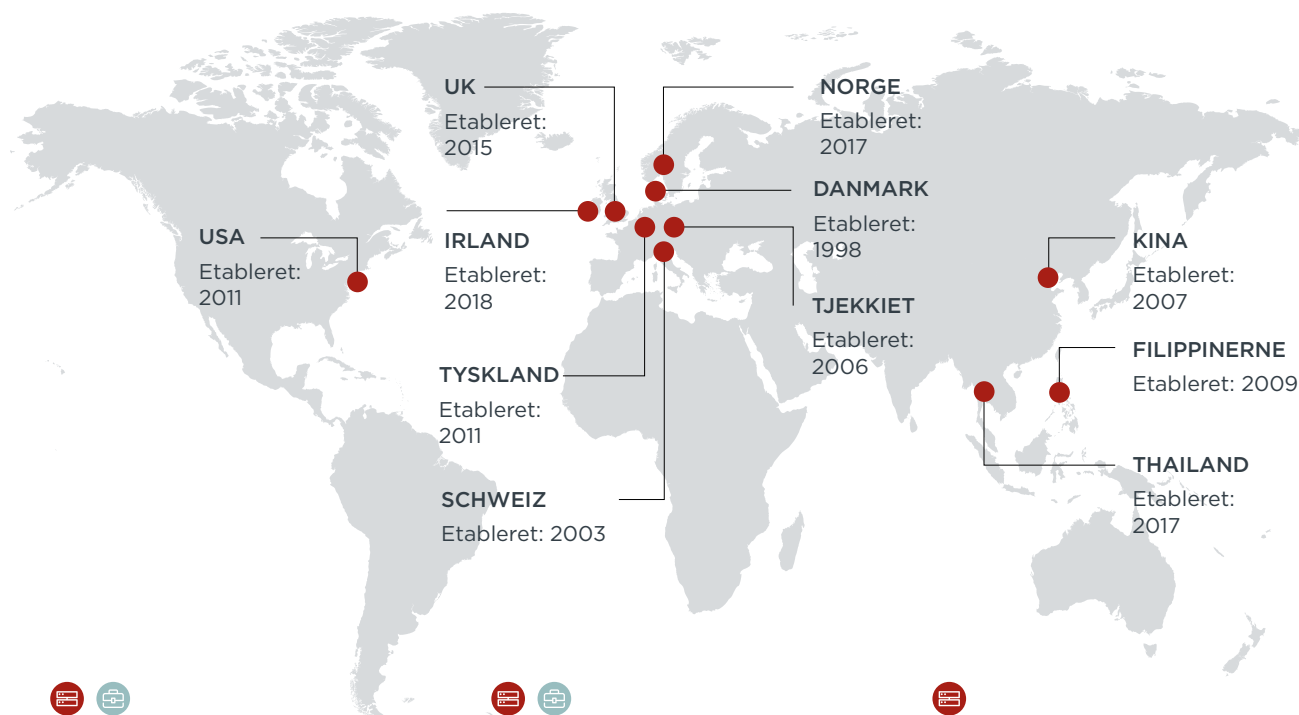 UK
Etableret:
2015
NORGE
Etableret:
2017
DANMARK
Etableret:
1998
USA
Etableret:
2011
IRLAND
Etableret:
2018
KINA
Etableret:
2007
TJEKKIET
Etableret:
2006
FILIPPINERNE
Etableret: 2009
TYSKLAND
Etableret:
2011
THAILAND
Etableret:
2017
SCHWEIZ
Etableret: 2003